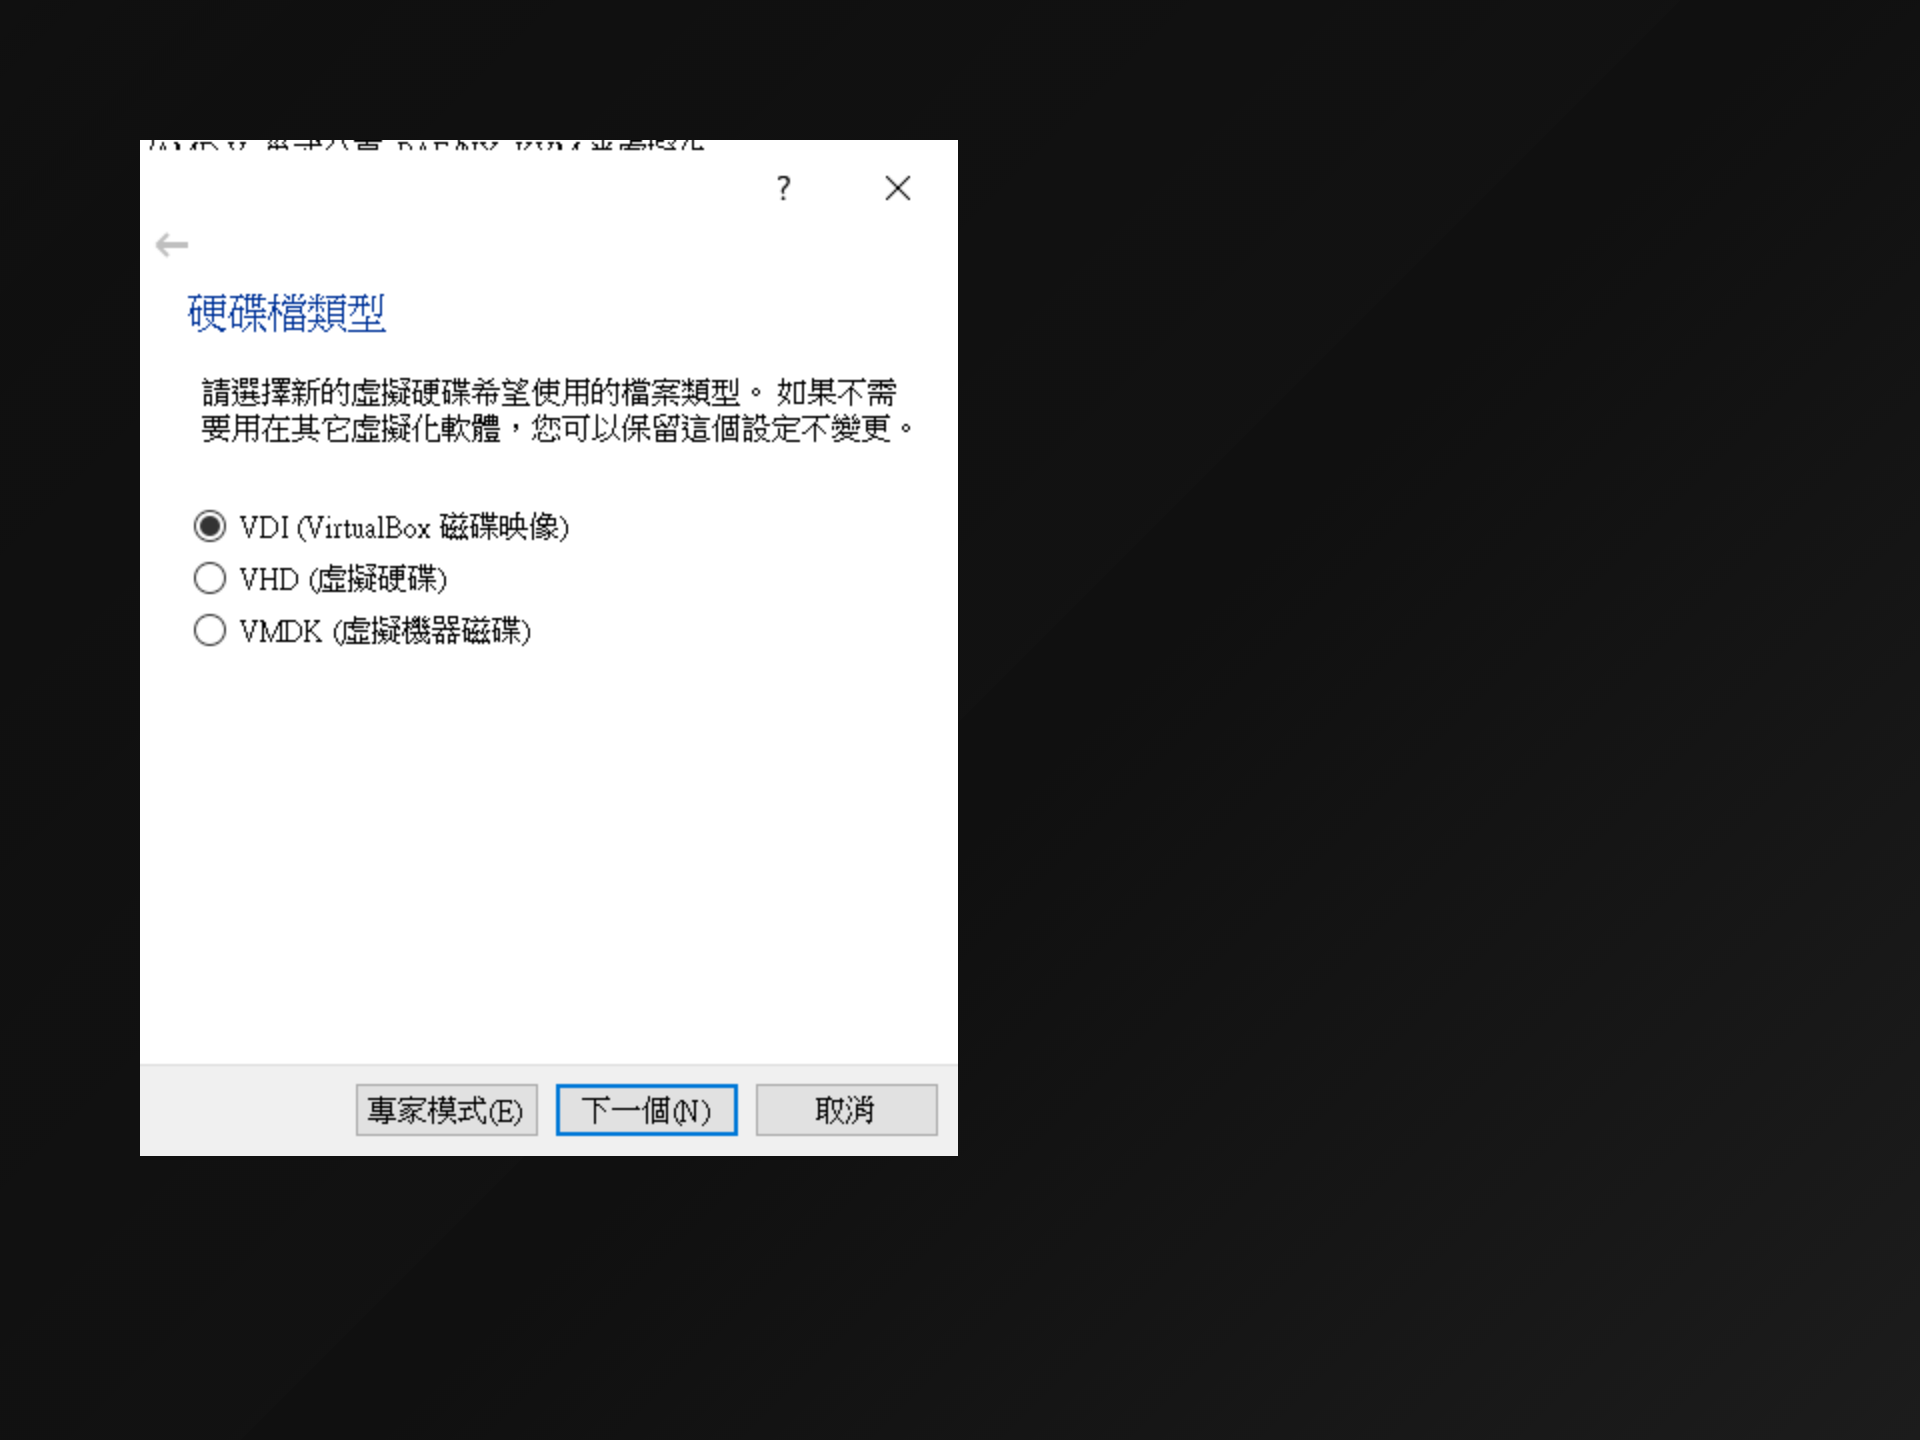 ?
硬碟檔類型
請選擇新的虛擬硬碟希望使用的檔案類型。 如果不需
要用在其它虛擬化軟體，您可以保留這個設定不變更。
VDI (VirtualBox 磁碟映像)
VHD (虛擬硬碟)
VMDK (虛擬機器磁碟)
專家模式(E)
下一個(N)
取消